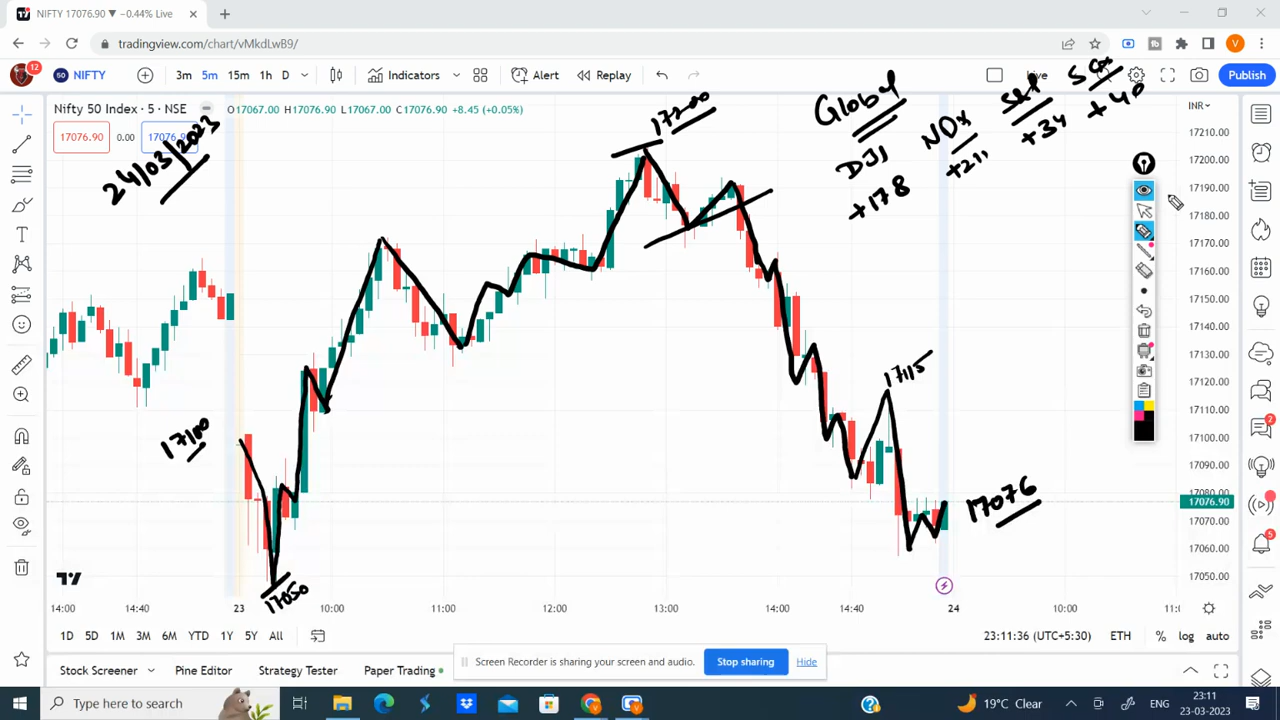 NIFTY 17076.90 ▼ −0.44% Live
tradingview.com/chart/vMkdLwB9/
12
NIFTY
3m 5m 15m 1h D
Indicators
Alert
Replay
Live
Publish
Nifty 50 Index · 5 · NSE
O17067.00 H17076.90 L17067.00 C17076.90 +8.45 (+0.05%)
INR
17076.90 0.00 17076.90
24/03/2023
17200
Global
DJI
+178
NDX
+211
+34
+40
17100
17050
17115
17076
17210.00
17200.00
17190.00
17180.00
17170.00
17160.00
17150.00
17140.00
17130.00
17120.00
17110.00
17100.00
17090.00
17080.00
17076.90
17070.00
17060.00
17050.00
14:00 14:40 23 10:00 11:00 12:00 13:00 14:00 14:40 24 10:00
1D 5D 1M 3M 6M YTD 1Y 5Y All
23:11:36 (UTC+5:30) ETH % log auto
Stock Screener Pine Editor Strategy Tester Paper Trading
Screen Recorder is sharing your screen and audio. Stop sharing Hide
2
5
Type here to search
19°C Clear
ENG
23:11
23-03-2023